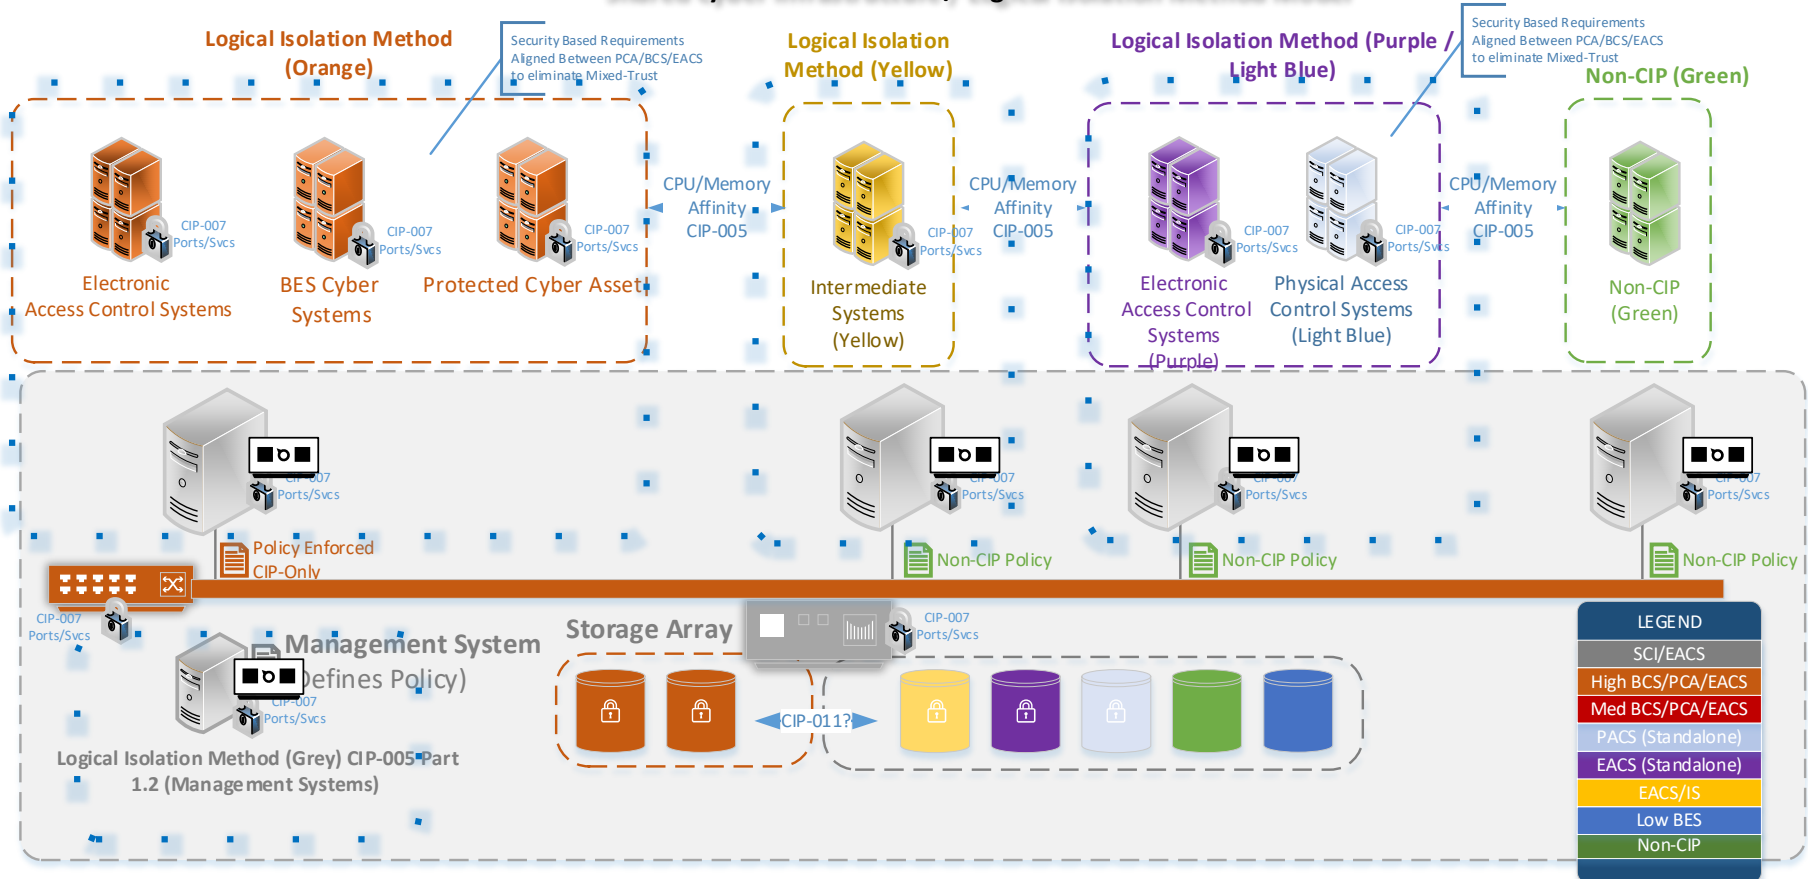 Shared Cyber Infrastructure / Logical Isolation Method Model
Logical Isolation Method
(Orange)
Security Based Requirements
Aligned Between PCA/BCS/EACS
to eliminate Mixed-Trust
Logical Isolation
Method (Yellow)
Logical Isolation Method (Purple /
Light Blue)
Security Based Requirements
Aligned Between PCA/BCS/EACS
to eliminate Mixed-Trust
Non-CIP (Green)
CIP-007
Ports/Svcs
Electronic
Access Control Systems
CIP-007
Ports/Svcs
BES Cyber
Systems
CIP-007
Ports/Svcs
Protected Cyber Asset
CPU/Memory
Affinity
CIP-005
CIP-007
Ports/Svcs
Intermediate
Systems
(Yellow)
CPU/Memory
Affinity
CIP-005
CIP-007
Ports/Svcs
Electronic
Access Control
Systems
(Purple)
CIP-007
Ports/Svcs
Physical Access
Control Systems
(Light Blue)
CPU/Memory
Affinity
CIP-005
Non-CIP
(Green)
CIP-007
Ports/Svcs
CIP-007
Ports/Svcs
CIP-007
Ports/Svcs
CIP-007
Ports/Svcs
Policy Enforced
CIP-Only
Non-CIP Policy
Non-CIP Policy
Non-CIP Policy
CIP-007
Ports/Svcs
Management System
(Defines Policy)
CIP-007
Ports/Svcs
Logical Isolation Method (Grey) CIP-005 Part
1.2 (Management Systems)
Storage Array
CIP-007
Ports/Svcs
CIP-011?
LEGEND
SCI/EACS
High BCS/PCA/EACS
Med BCS/PCA/EACS
PACS (Standalone)
EACS (Standalone)
EACS/IS
Low BES
Non-CIP